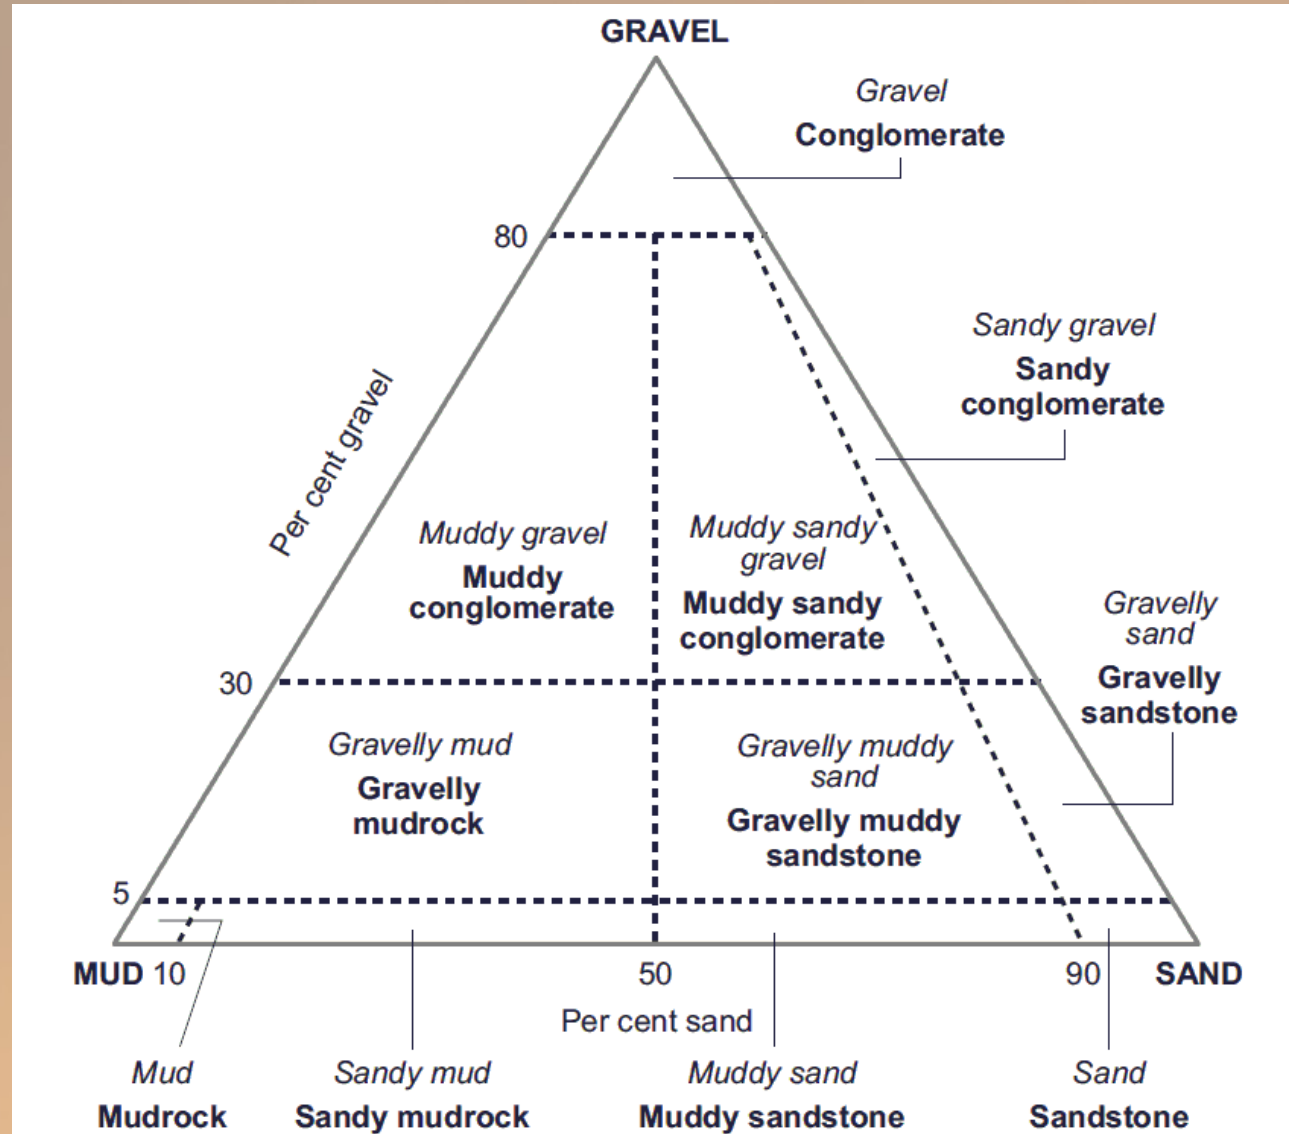 GRAVEL
Gravel
Conglomerate
80
Sandy gravel
Sandy
conglomerate
Per cent gravel
Muddy gravel
Muddy
conglomerate
Muddy sandy
gravel
Muddy sandy
conglomerate
Gravelly
sand
Gravelly
sandstone
30
Gravelly mud
Gravelly
mudrock
Gravelly muddy
sand
Gravelly muddy
sandstone
5
MUD 10
50
90
SAND
Per cent sand
Mud
Mudrock
Sandy mud
Sandy mudrock
Muddy sand
Muddy sandstone
Sand
Sandstone